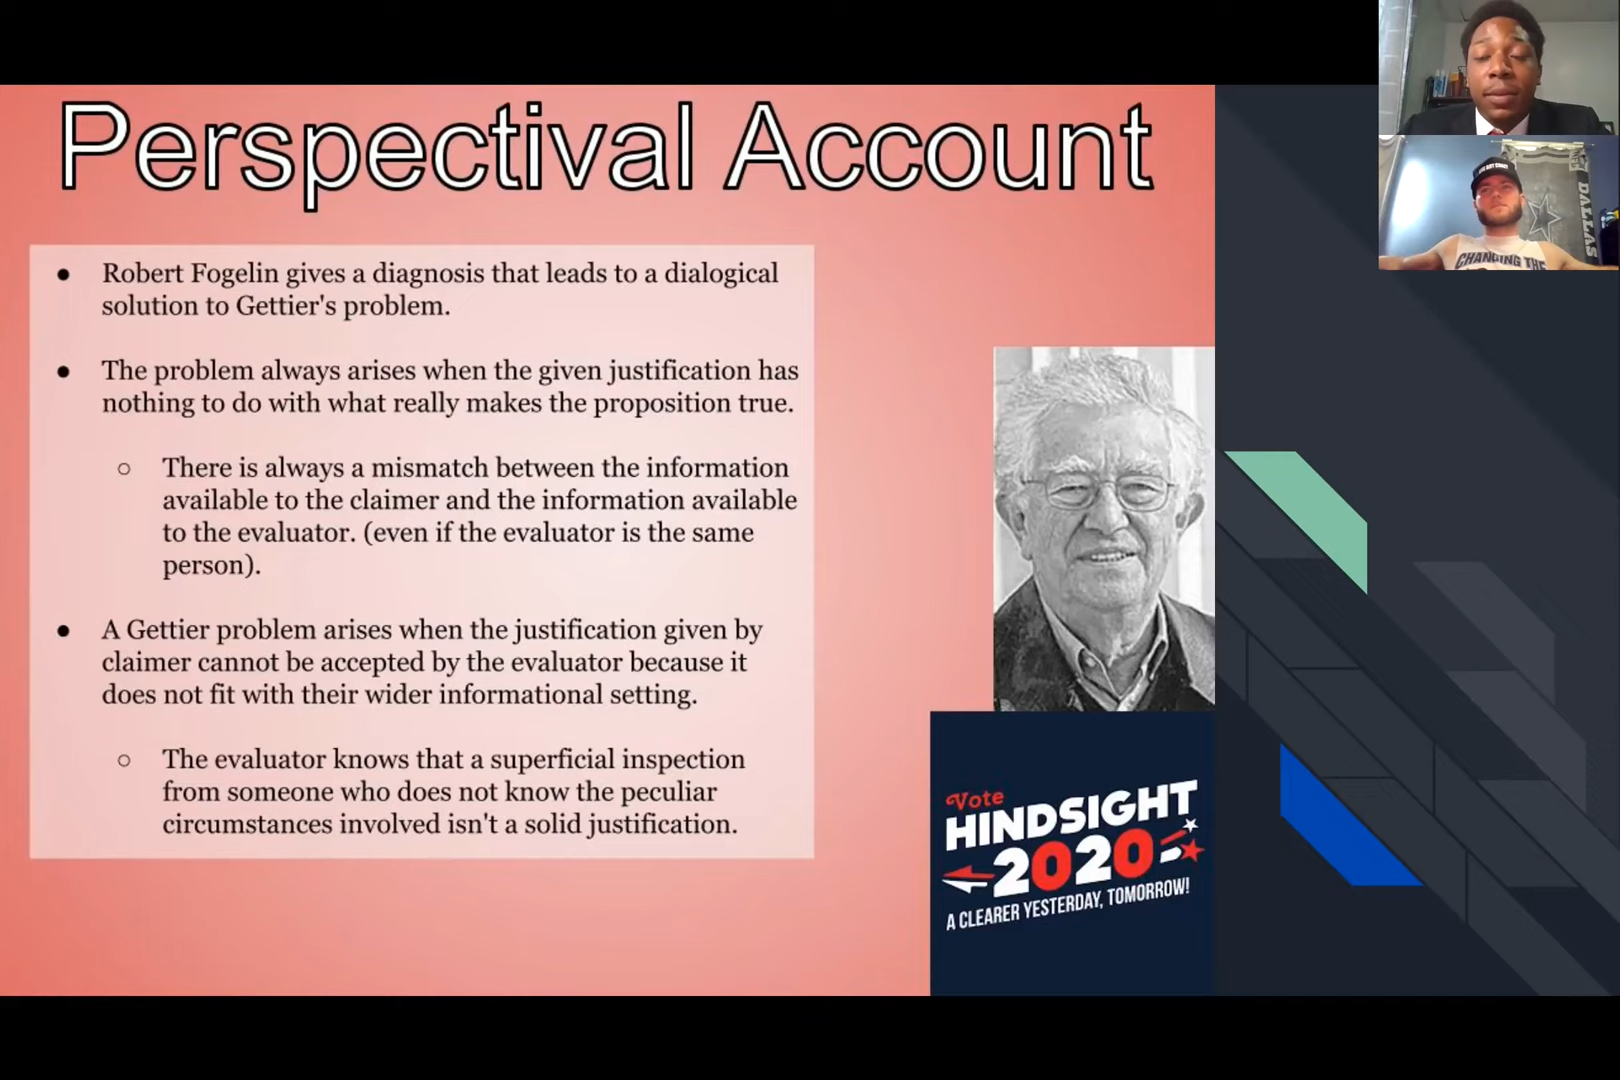 Perspectival Account
● Robert Fogelin gives a diagnosis that leads to a dialogical
solution to Gettier's problem.
● The problem always arises when the given justification has
nothing to do with what really makes the proposition true.
○ There is always a mismatch between the information
available to the claimer and the information available
to the evaluator. (even if the evaluator is the same
person).
● A Gettier problem arises when the justification given by
claimer cannot be accepted by the evaluator because it
does not fit with their wider informational setting.
○ The evaluator knows that a superficial inspection
from someone who does not know the peculiar
circumstances involved isn't a solid justification.
Vote
HINDSIGHT
2020
A CLEARER YESTERDAY, TOMORROW!
DALLAS
CHANGING THE